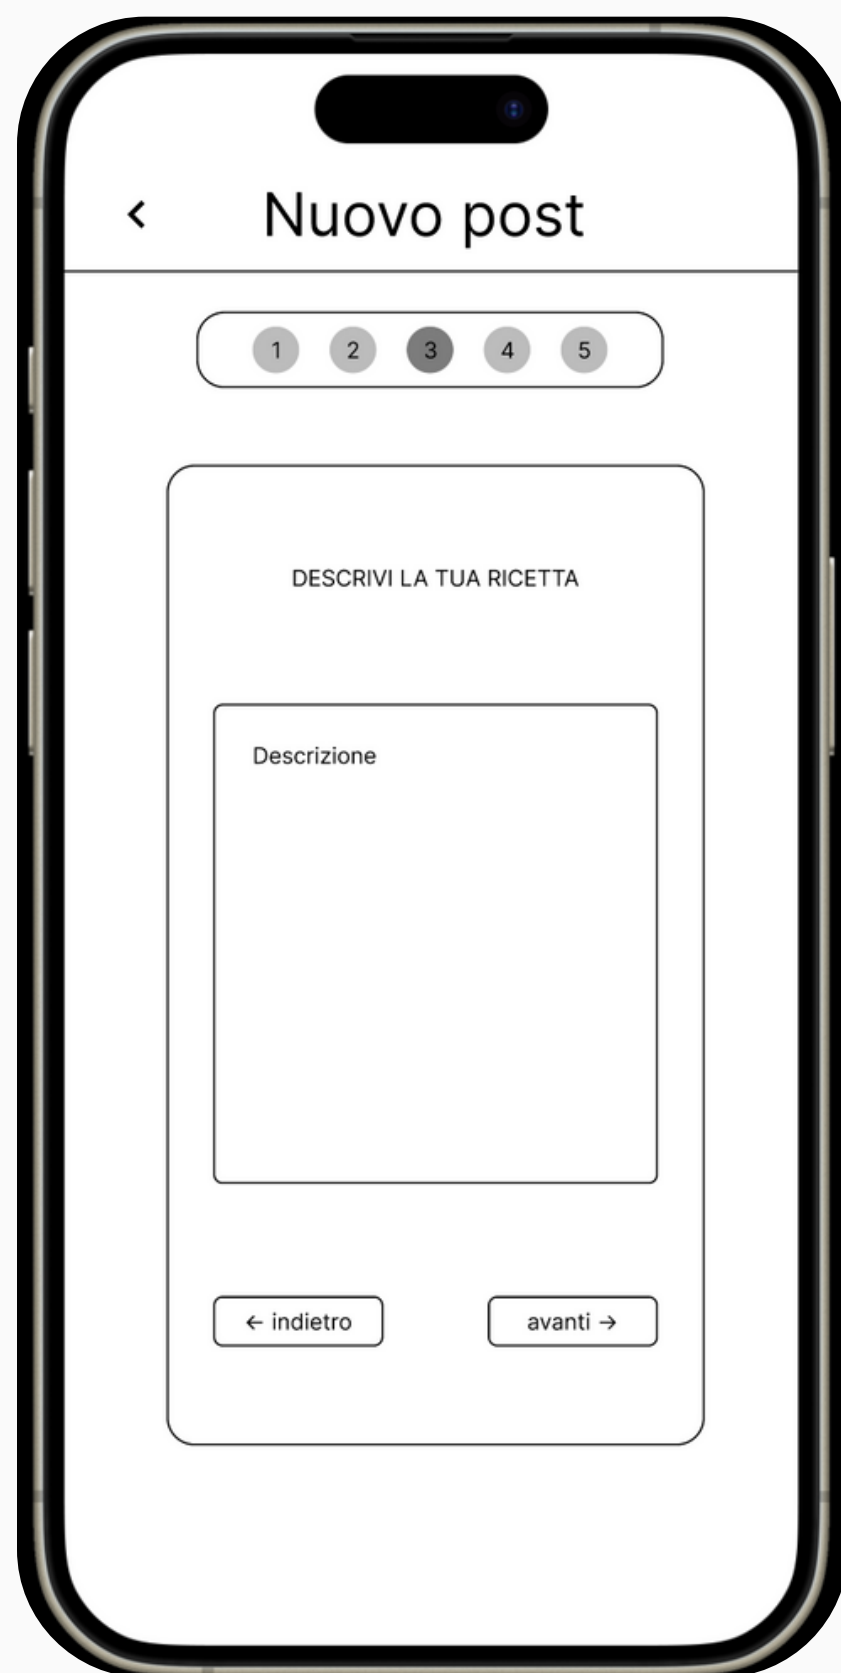 Nuovo post
1 2 3 4 5
DESCRIVI LA TUA RICETTA
Descrizione
← indietro
avanti →